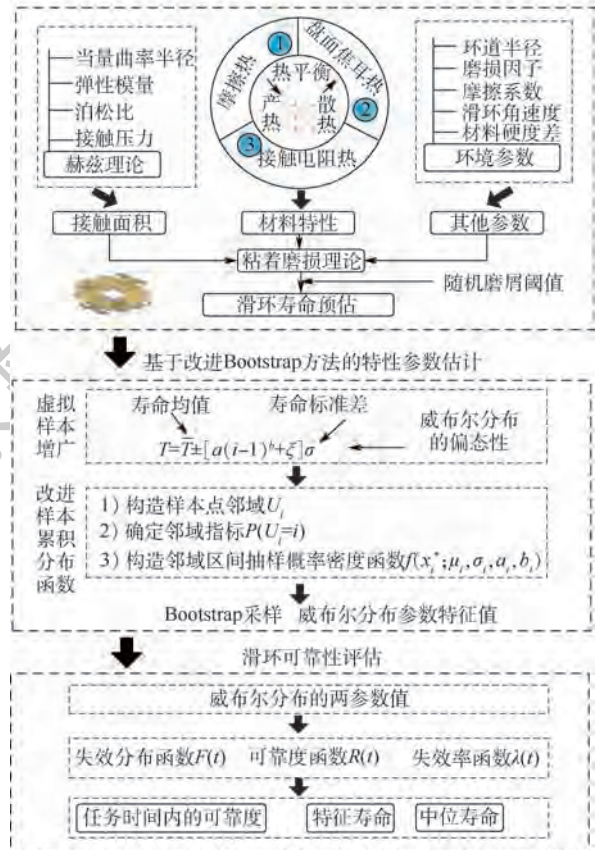 当量曲率半径
弹性模量
泊松比
接触压力
赫兹理论
1
摩擦热
盘面焦耳热
2
3
接触电阻热
热平衡
产热
散热
环道半径
磨损因子
摩擦系数
滑环角速度
材料硬度差
环境参数
接触面积
材料特性
其他参数
粘着磨损理论
随机磨屑阈值
滑环寿命预估
基于改进Bootstrap方法的特性参数估计
虚拟
样本
增广
寿命均值
寿命标准差
威布尔分布
的偏态性
T=T̄±[a(i−1)ᵇ+ξ]σ
改进
样本
累积
分布
函数
1）构造样本点邻域Uᵢ
2）确定邻域指标P(Uᵢ=i)
3）构造邻域区间抽样概率密度函数f(xᵢ*;μᵢ,σᵢ,aᵢ,bᵢ)
Bootstrap采样 威布尔分布参数特征值
滑环可靠性评估
威布尔分布的两参数值
失效分布函数F(t) 可靠度函数R(t) 失效率函数λ(t)
任务时间内的可靠度 特征寿命 中位寿命